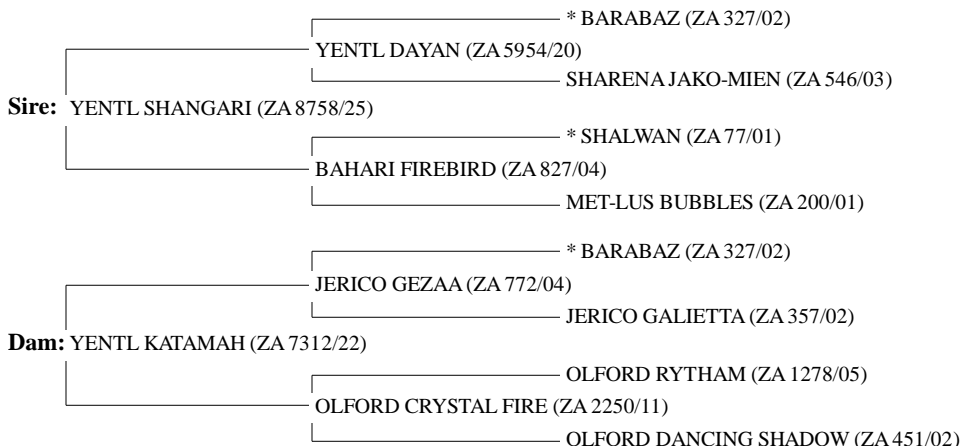 * BARABAZ (ZA 327/02)
YENTL DAYAN (ZA 5954/20)
SHARENA JAKO-MIEN (ZA 546/03)
Sire: YENTL SHANGARI (ZA 8758/25)
* SHALWAN (ZA 77/01)
BAHARI FIREBIRD (ZA 827/04)
MET-LUS BUBBLES (ZA 200/01)
* BARABAZ (ZA 327/02)
JERICO GEZAA (ZA 772/04)
JERICO GALIETTA (ZA 357/02)
Dam: YENTL KATAMAH (ZA 7312/22)
OLFORD RYTHAM (ZA 1278/05)
OLFORD CRYSTAL FIRE (ZA 2250/11)
OLFORD DANCING SHADOW (ZA 451/02)